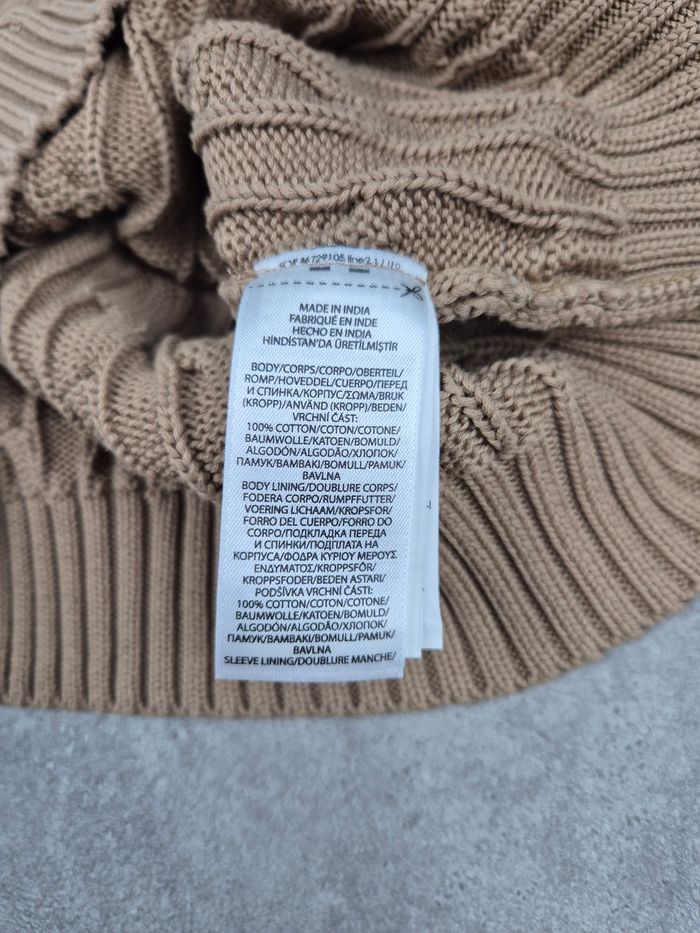 46729105 line
MADE IN INDIA
FABRIQUÉ EN INDE
HECHO EN INDIA
HİNDİSTAN'DA ÜRETİLMİŞTİR
BODY/CORPS/CORPO/OBERTEIL/
ROMP/HOVEDDEL/CUERPO/ПЕРЕД
И СПИНКА/КОРПУС/ΣΩΜΑ/BRUK
(KROPP)/ANVÄND (KROPP)/BEDEN/
VRCHNÍ ČÁST:
100% COTTON/COTON/COTONE/
BAUMWOLLE/KATOEN/BOMULD/
ALGODÓN/ALGODÃO/ХЛОПОК/
ПАМУК/ΒΑΜΒΑΚΙ/BOMULL/PAMUK/
BAVLNA
BODY LINING/DOUBLURE CORPS/
FODERA CORPO/RUMPFFUTTER/
VOERING LICHAAM/KROPSFOR/
FORRO DEL CUERPO/FORRO DO
CORPO/ПОДКЛАДКА ПЕРЕДА
И СПИНКИ/ПОДПЛАТА НА
КОРПУСА/ΦΟΔΡΑ ΚΥΡΙΟΥ ΜΕΡΟΥΣ
ΕΝΔΥΜΑΤΟΣ/KROPPSFÔR/
KROPPSFODER/BEDEN ASTARI/
PODŠÍVKA VRCHNÍ ČÁSTI:
100% COTTON/COTON/COTONE/
BAUMWOLLE/KATOEN/BOMULD/
ALGODÓN/ALGODÃO/ХЛОПОК/
ПАМУК/ΒΑΜΒΑΚΙ/BOMULL/PAMUK/
BAVLNA
SLEEVE LINING/DOUBLURE MANCHE/